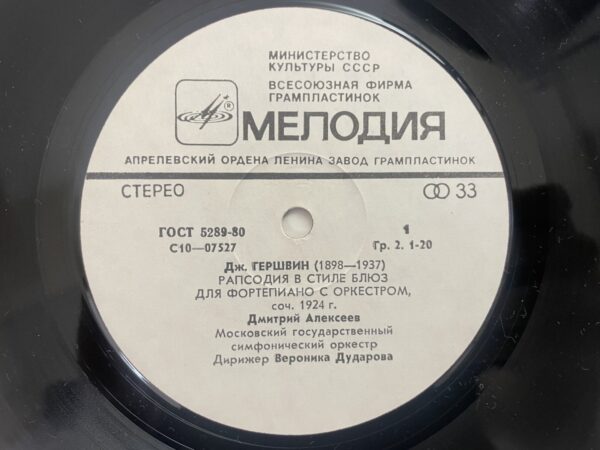 МИНИСТЕРСТВО
КУЛЬТУРЫ СССР
ВСЕСОЮЗНАЯ ФИРМА
ГРАМПЛАСТИНОК
®
МЕЛОДИЯ
АПРЕЛЕВСКИЙ ОРДЕНА ЛЕНИНА ЗАВОД ГРАМПЛАСТИНОК
СТЕРЕО 33
ГОСТ 5289-80 1
С10—07527 Гр. 2. 1-20
Дж. ГЕРШВИН (1898—1937)
РАПСОДИЯ В СТИЛЕ БЛЮЗ
ДЛЯ ФОРТЕПИАНО С ОРКЕСТРОМ,
соч. 1924 г.
Дмитрий Алексеев
Московский государственный
симфонический оркестр
Дирижер Вероника Дударова